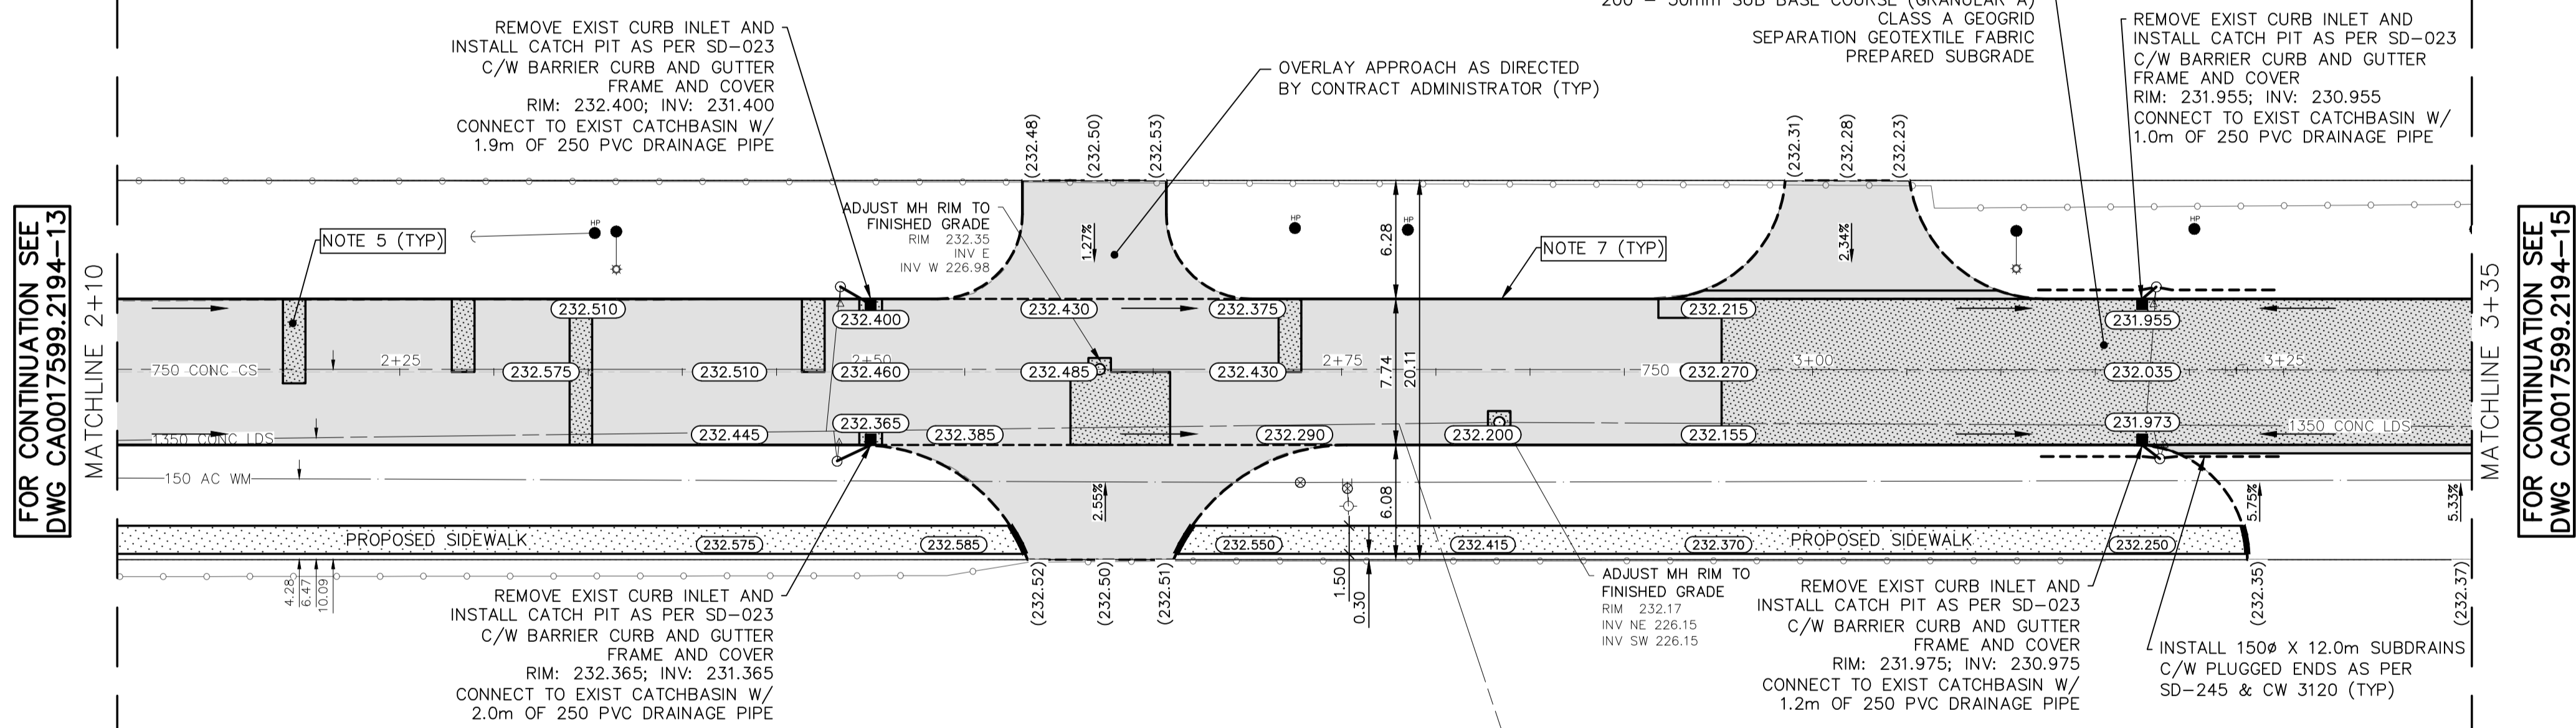 FOR CONTINUATION SEE
DWG CA0017599.2194-13
MATCHLINE 2+10
REMOVE EXIST CURB INLET AND
INSTALL CATCH PIT AS PER SD-023
C/W BARRIER CURB AND GUTTER
FRAME AND COVER
RIM: 232.400; INV: 231.400
CONNECT TO EXIST CATCHBASIN W/
1.9m OF 250 PVC DRAINAGE PIPE
OVERLAY APPROACH AS DIRECTED
BY CONTRACT ADMINISTRATOR (TYP)
CLASS A GEOGRID
SEPARATION GEOTEXTILE FABRIC
PREPARED SUBGRADE
REMOVE EXIST CURB INLET AND
INSTALL CATCH PIT AS PER SD-023
C/W BARRIER CURB AND GUTTER
FRAME AND COVER
RIM: 231.955; INV: 230.955
CONNECT TO EXIST CATCHBASIN W/
1.0m OF 250 PVC DRAINAGE PIPE
(232.48)
(232.50)
(232.53)
(232.31)
(232.28)
(232.23)
NOTE 5 (TYP)
HP
ADJUST MH RIM TO
FINISHED GRADE
RIM 232.35
INV E
INV W 226.98
1.27%
HP
HP
6.28
NOTE 7 (TYP)
2.34%
HP
232.510
232.400
232.430
232.375
232.215
231.955
750 CONC CS
2+25
232.575
232.510
2+50
232.460
232.485
232.430
2+75
7.74
20.11
750
232.270
3+00
232.035
3+25
1350 CONC LDS
232.445
232.365
232.385
232.290
232.200
232.155
231.973
1350 CONC LDS
150 AC WM
2.55%
6.08
5.75%
5.33%
PROPOSED SIDEWALK
232.575
232.585
232.550
232.415
232.370
PROPOSED SIDEWALK
232.250
4.28
6.47
10.09
(232.52)
(232.50)
(232.51)
1.50
0.30
(232.35)
(232.37)
REMOVE EXIST CURB INLET AND
INSTALL CATCH PIT AS PER SD-023
C/W BARRIER CURB AND GUTTER
FRAME AND COVER
RIM: 232.365; INV: 231.365
CONNECT TO EXIST CATCHBASIN W/
2.0m OF 250 PVC DRAINAGE PIPE
ADJUST MH RIM TO
FINISHED GRADE
RIM 232.17
INV NE 226.15
INV SW 226.15
REMOVE EXIST CURB INLET AND
INSTALL CATCH PIT AS PER SD-023
C/W BARRIER CURB AND GUTTER
FRAME AND COVER
RIM: 231.975; INV: 230.975
CONNECT TO EXIST CATCHBASIN W/
1.2m OF 250 PVC DRAINAGE PIPE
INSTALL 150ø X 12.0m SUBDRAINS
C/W PLUGGED ENDS AS PER
SD-245 & CW 3120 (TYP)
MATCHLINE 3+35
FOR CONTINUATION SEE
DWG CA0017599.2194-15